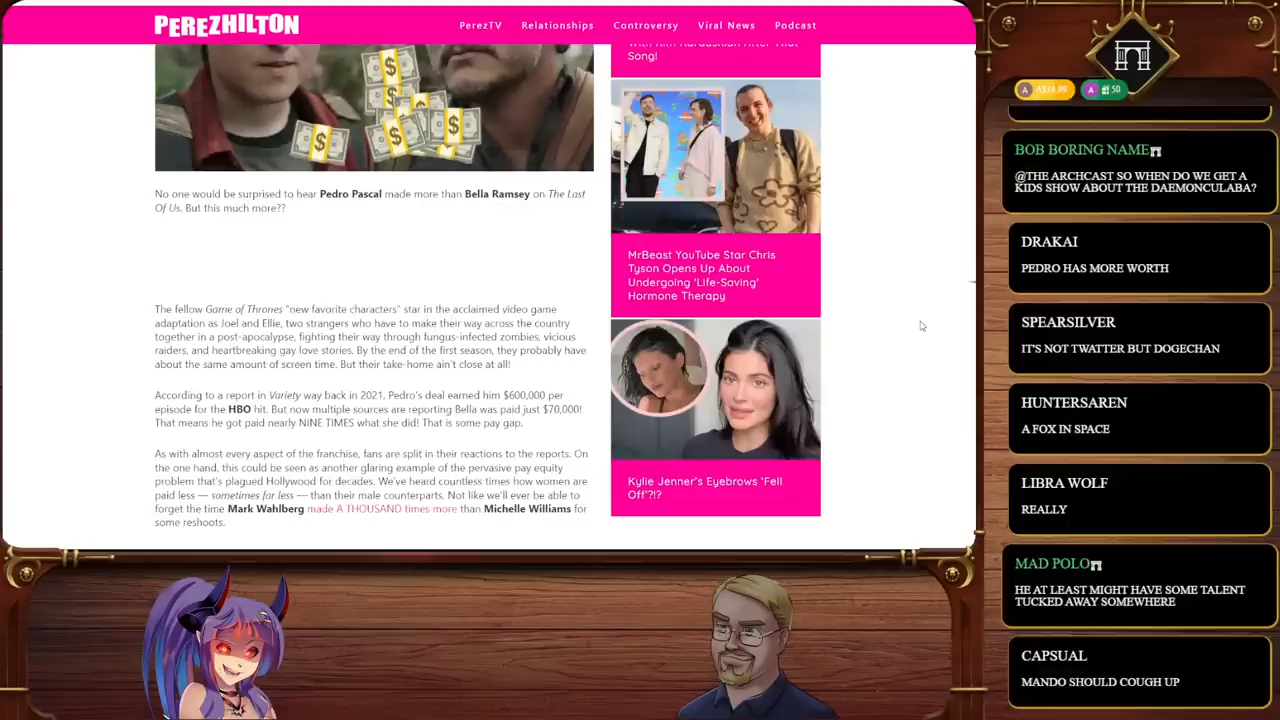 PEREZHILTON
PerezTV Relationships Controversy Viral News Podcast
No one would be surprised to hear Pedro Pascal made more than Bella Ramsey on The Last
Of Us. But this much more??
The fellow Game of Thrones "new favorite characters" star in the acclaimed video game
adaptation as Joel and Ellie, two strangers who have to make their way across the country
together in a post-apocalypse, fighting their way through fungus-infected zombies, vicious
raiders, and heartbreaking gay love stories. By the end of the first season, they probably have
about the same amount of screen time. But their take-home ain't close at all!
According to a report in Variety way back in 2021, Pedro's deal earned him $600,000 per
episode for the HBO hit. But now multiple sources are reporting Bella was paid just $70,000!
That means he got paid nearly NINE TIMES what she did! That is some pay gap.
As with almost every aspect of the franchise, fans are split in their reactions to the reports. On
the one hand, this could be seen as another glaring example of the pervasive pay equity
problem that's plagued Hollywood for decades. We've heard countless times how women are
paid less — sometimes far less — than their male counterparts. Not like we'll ever be able to
forget the time Mark Wahlberg made A THOUSAND times more than Michelle Williams for
some reshoots.
With Kim Kardashian After That
Song!
MrBeast YouTube Star Chris
Tyson Opens Up About
Undergoing 'Life-Saving'
Hormone Therapy
Kylie Jenner's Eyebrows 'Fell
Off'?!?
A A$14.99 A 50
BOB BORING NAME
@THE ARCHCAST SO WHEN DO WE GET A
KIDS SHOW ABOUT THE DAEMONCULABA?
DRAKAI
PEDRO HAS MORE WORTH
SPEARSILVER
IT'S NOT TWATTER BUT DOGECHAN
HUNTERSAREN
A FOX IN SPACE
LIBRA WOLF
REALLY
MAD POLO
HE AT LEAST MIGHT HAVE SOME TALENT
TUCKED AWAY SOMEWHERE
CAPSUAL
MANDO SHOULD COUGH UP